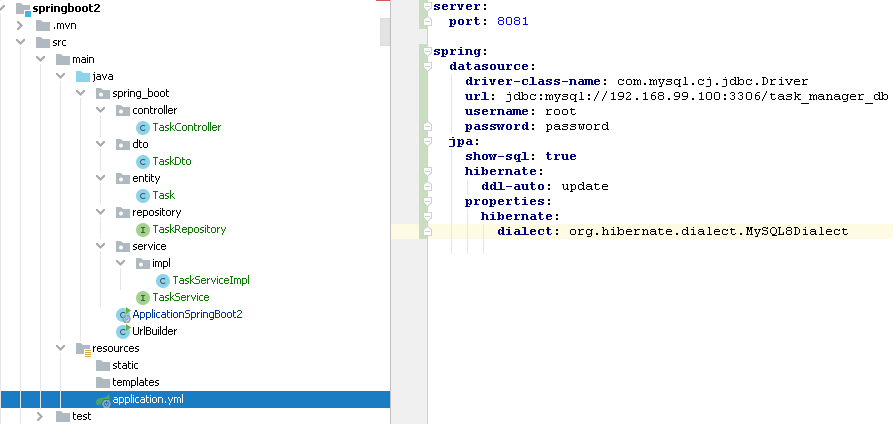 springboot2
.mvn
src
main
java
spring_boot
controller
TaskController
dto
TaskDto
entity
Task
repository
TaskRepository
service
impl
TaskServiceImpl
TaskService
ApplicationSpringBoot2
UrlBuilder
resources
static
templates
application.yml
test
server:
port: 8081
spring:
datasource:
driver-class-name: com.mysql.cj.jdbc.Driver
url: jdbc:mysql://192.168.99.100:3306/task_manager_db
username: root
password: password
jpa:
show-sql: true
hibernate:
ddl-auto: update
properties:
hibernate:
dialect: org.hibernate.dialect.MySQL8Dialect